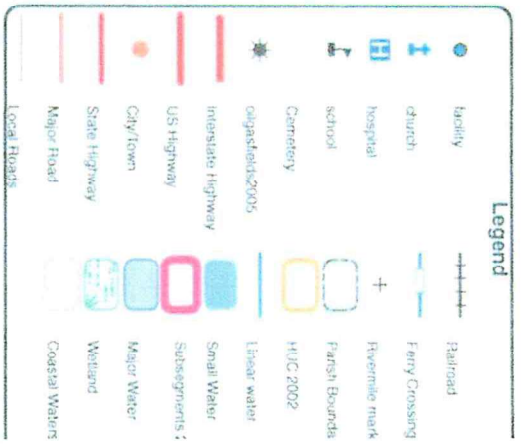 Legend
facility
church
hospital
school
Cemetery
oilgasfields2005
Interstate Highway
US Highway
City/Town
State Highway
Major Road
Local Roads
Railroad
Ferry Crossing
Rivermile mark
Parish Bounda
HUC 2002
Linear water
Small Water
Subsegments
Major Water
Wetland
Coastal Waters